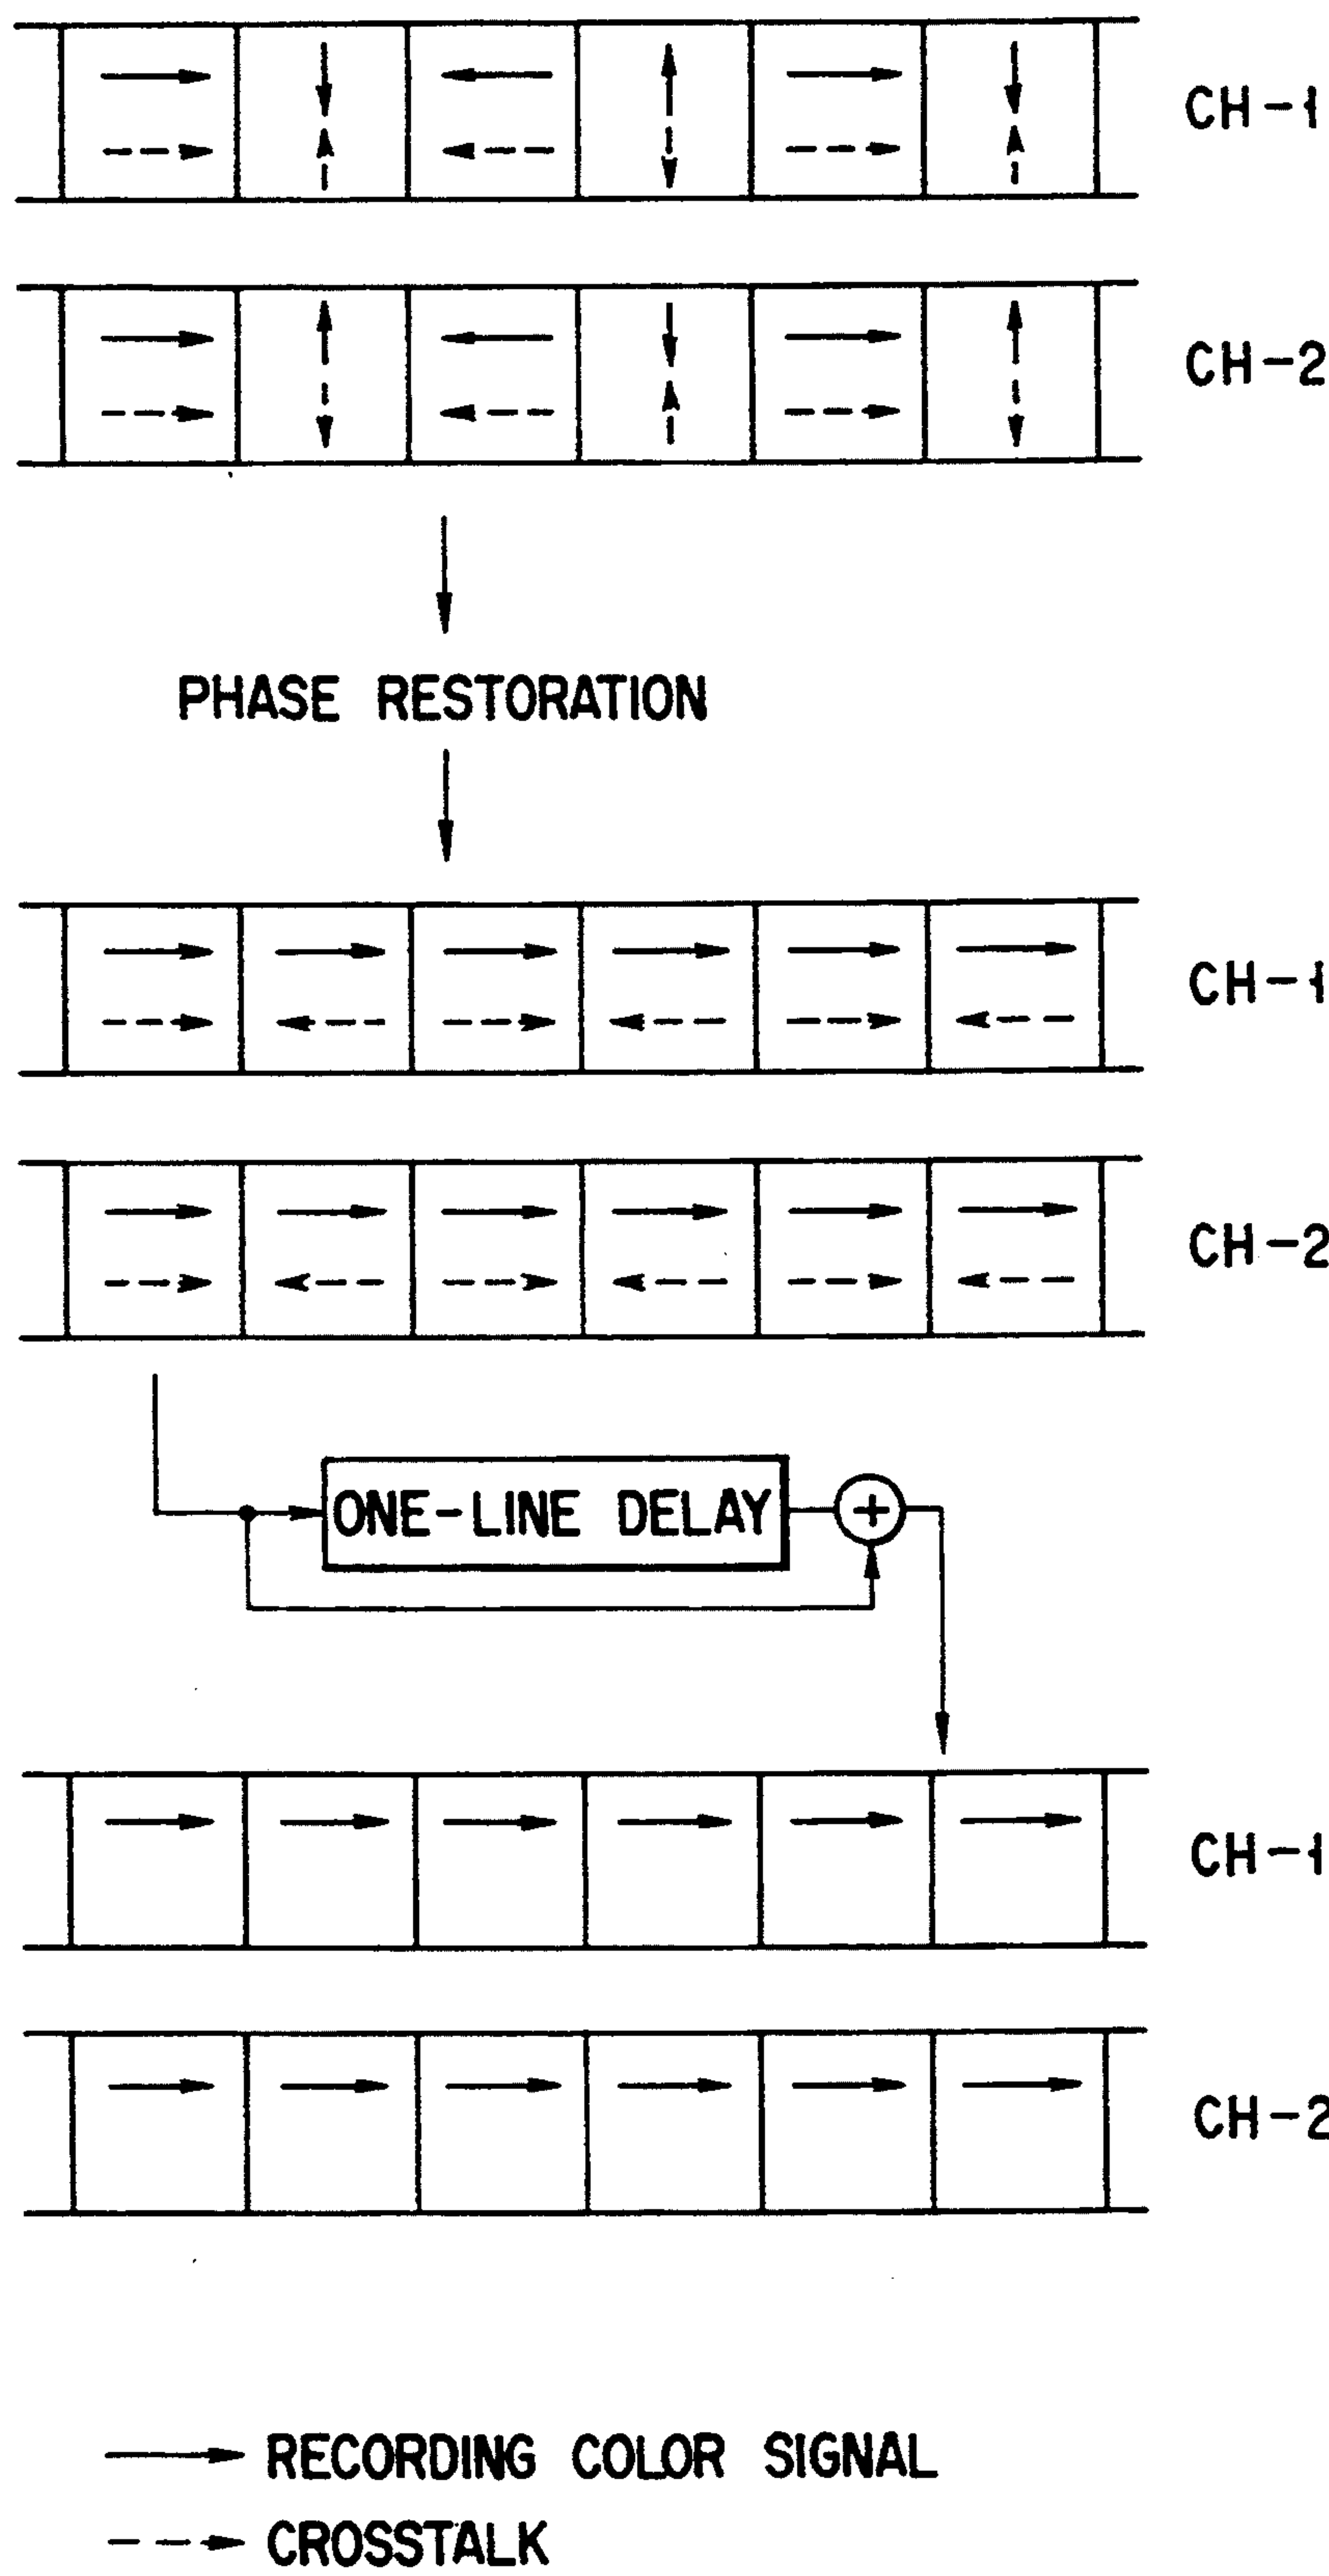 CH-1
CH-2
PHASE RESTORATION
CH-1
CH-2
ONE-LINE DELAY
+
CH-1
CH-2
RECORDING COLOR SIGNAL
CROSSTALK